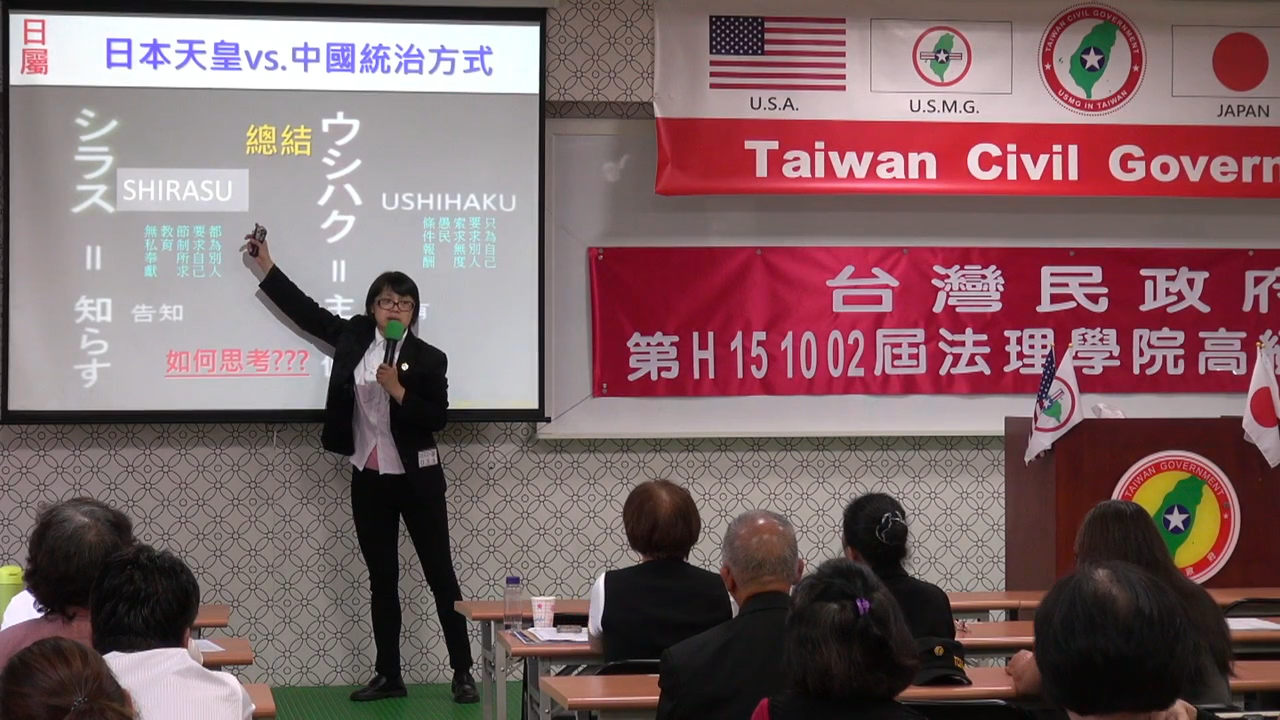 日屬
日本天皇vs.中國統治方式
總結
シラス = 知らす
SHIRASU
都為別人
要求自己
節制所求
教育
無私奉獻
告知
ウシハク = 主
USHIHAKU
只為自己
要求別人
索求無度
愚民
條件報酬
如何思考???
U.S.A.
U.S.M.G.
TAIWAN CIVIL GOVERNMENT
USMG IN TAIWAN
JAPAN
Taiwan Civil Govern
台灣民政府
第H 15 10 02屆法理學院高
TAIWAN GOVERNMENT